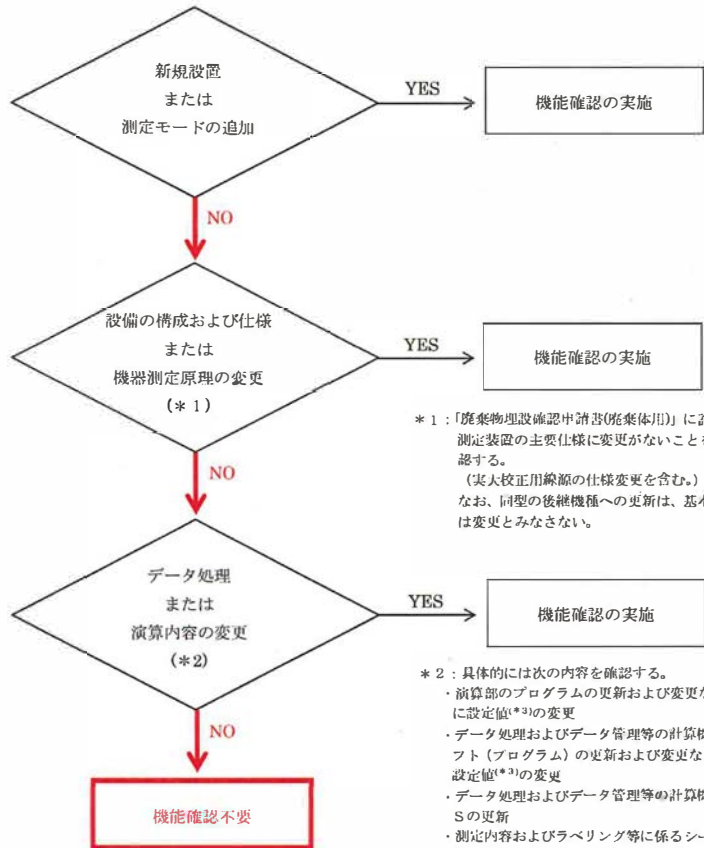 新規設置
または
測定モードの追加
YES
機能確認の実施
NO
設備の構成および仕様
または
機器測定原理の変更
(＊1)
YES
機能確認の実施
＊1：「廃棄物埋設確認申請書(廃棄体用)」に
測定装置の主要仕様に変更がないことを
認する。
（実大校正用線源の仕様変更を含む。）
なお、同型の後継機種への更新は、基本
は変更とみなさない。
NO
データ処理
または
演算内容の変更
(＊2)
YES
機能確認の実施
＊2：具体的には次の内容を確認する。
・演算部のプログラムの更新および変更な
に設定値(*3)の変更
・データ処理およびデータ管理等の計算機
フト（プログラム）の更新および変更な
設定値(*3)の変更
・データ処理およびデータ管理等の計算機
Sの更新
・測定内容およびラベリング等に係るシー
NO
機能確認不要